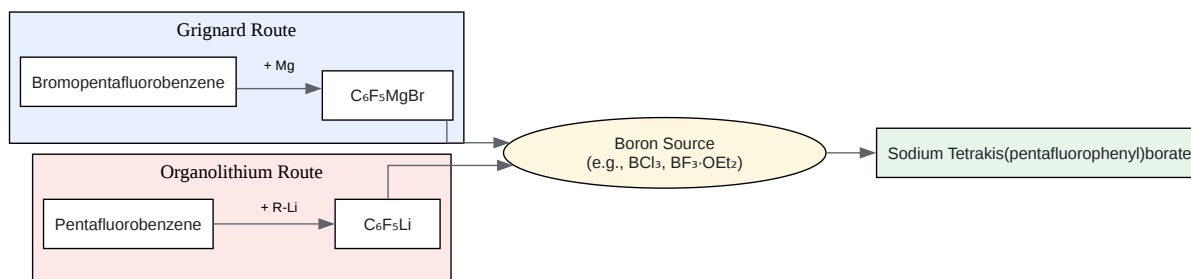 Grignard Route
Bromopentafluorobenzene
+ Mg
C₆F₅MgBr
Organolithium Route
Pentafluorobenzene
+ R-Li
C₆F₅Li
Boron Source
(e.g., BCl₃, BF₃·OEt₂)
Sodium Tetrakis(pentafluorophenyl)borate